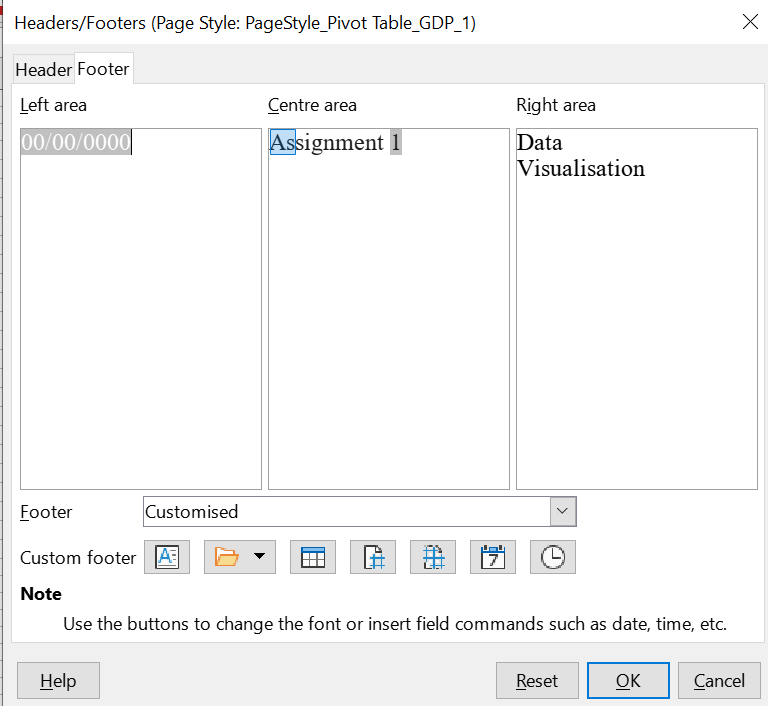 Headers/Footers (Page Style: PageStyle_Pivot Table_GDP_1)
Header Footer
Left area Centre area Right area
00/00/0000 Assignment 1 Data
Visualisation
Footer Customised
Custom footer A 7
Note
Use the buttons to change the font or insert field commands such as date, time, etc.
Help Reset OK Cancel